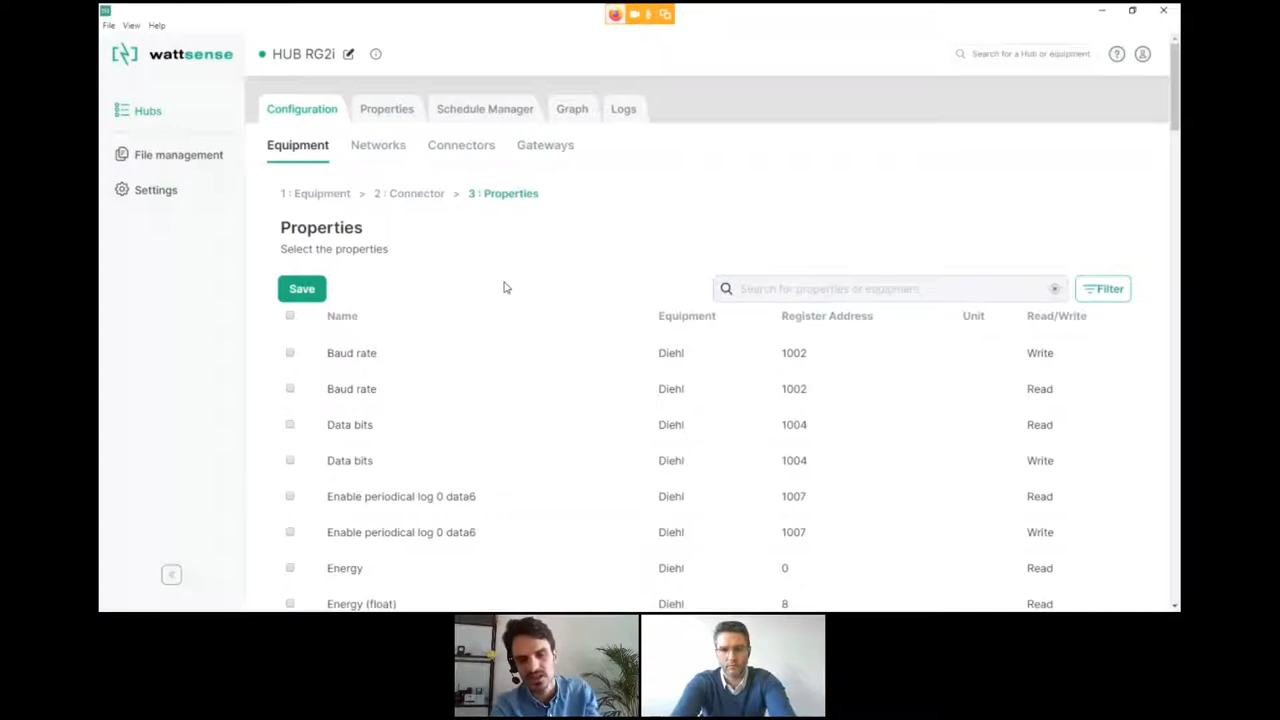 File View Help
wattsense
HUB RG2i
Search for a Hub or equipment
Hubs
File management
Settings
Configuration Properties Schedule Manager Graph Logs
Equipment Networks Connectors Gateways
1 : Equipment > 2 : Connector > 3 : Properties
Properties
Select the properties
Save
Search for properties or equipment
Filter
Name Equipment Register Address Unit Read/Write
Baud rate Diehl 1002 Write
Baud rate Diehl 1002 Read
Data bits Diehl 1004 Read
Data bits Diehl 1004 Write
Enable periodical log 0 data6 Diehl 1007 Read
Enable periodical log 0 data6 Diehl 1007 Write
Energy Diehl 0 Read
Energy (float) Diehl 8 Read